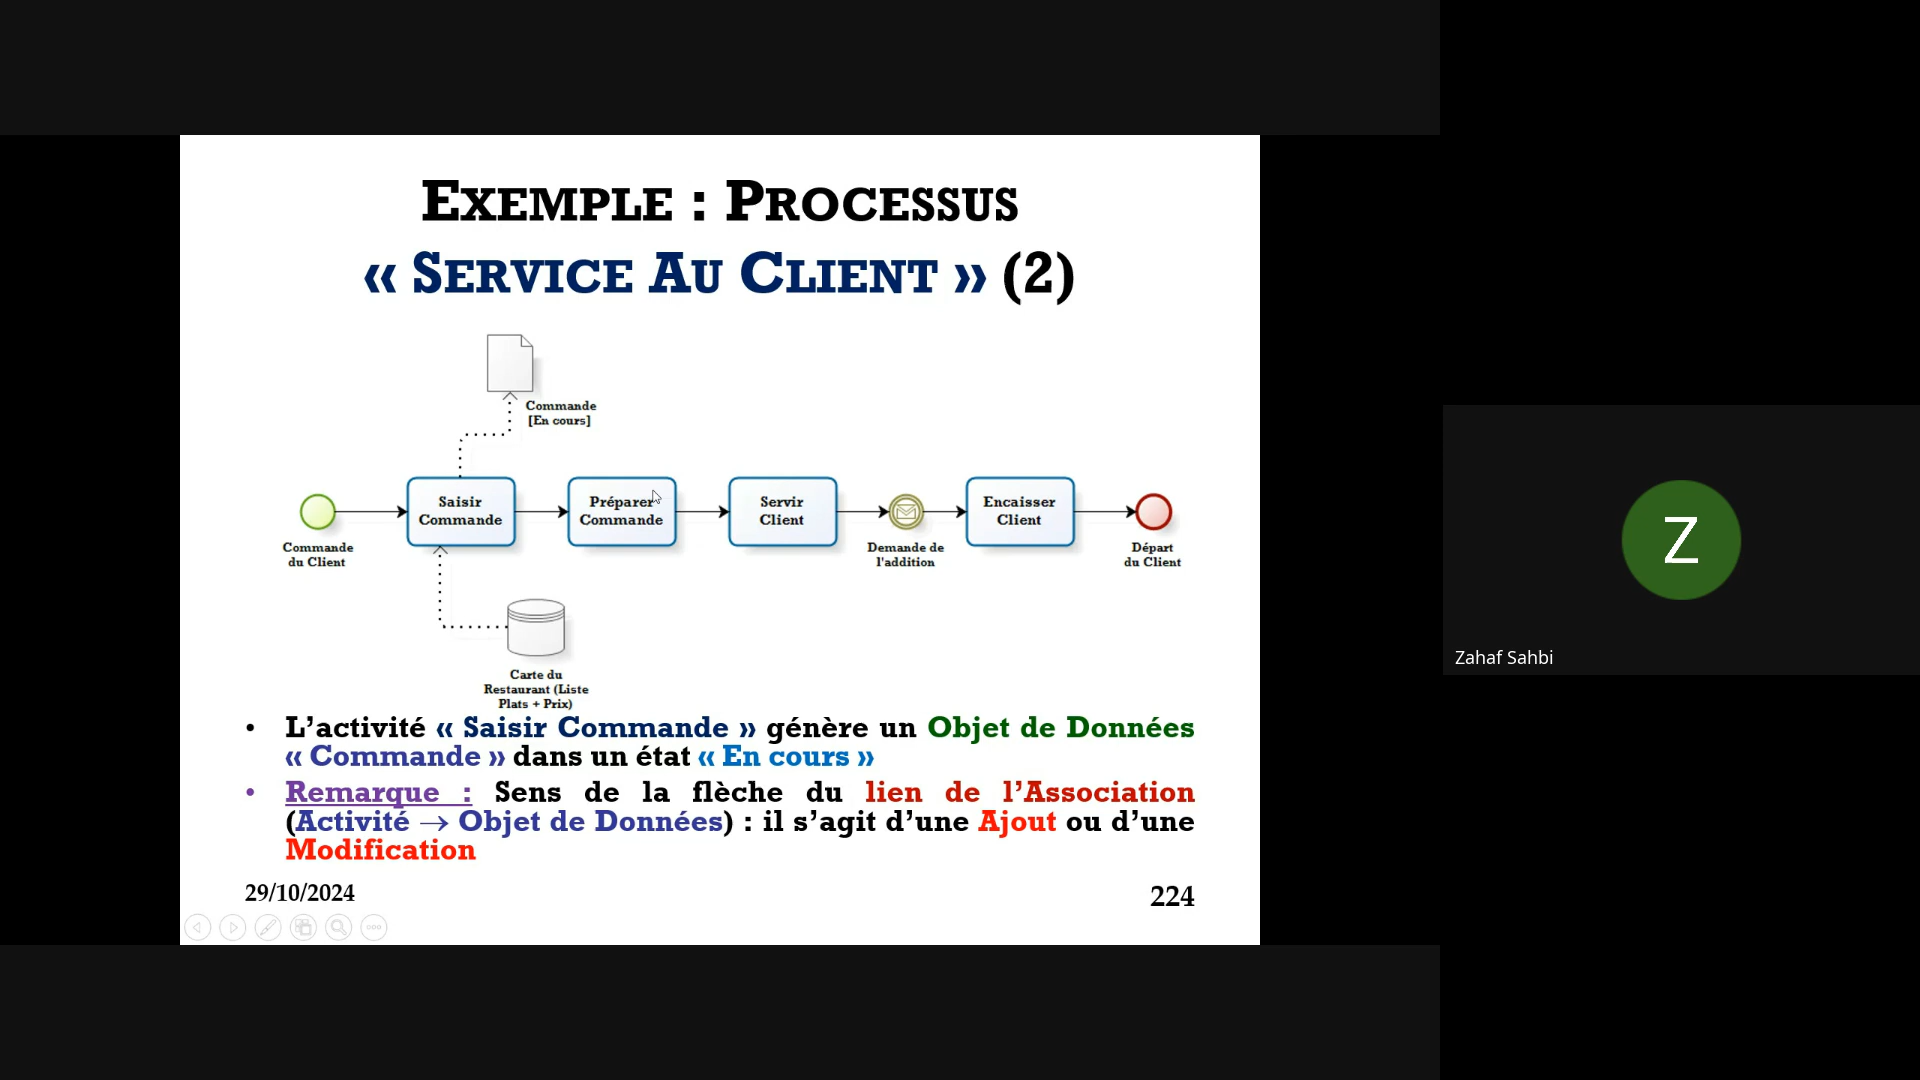 EXEMPLE : PROCESSUS
« SERVICE AU CLIENT » (2)
Commande
[En cours]
Saisir
Commande
Préparer
Commande
Servir
Client
Encaisser
Client
Commande
du Client
Demande de
l'addition
Départ
du Client
Carte du
Restaurant (Liste
Plats + Prix)
• L’activité « Saisir Commande » génère un Objet de Données
« Commande » dans un état « En cours »
• Remarque : Sens de la flèche du lien de l’Association
(Activité → Objet de Données) : il s’agit d’une Ajout ou d’une
Modification
29/10/2024
224
Z
Zahaf Sahbi